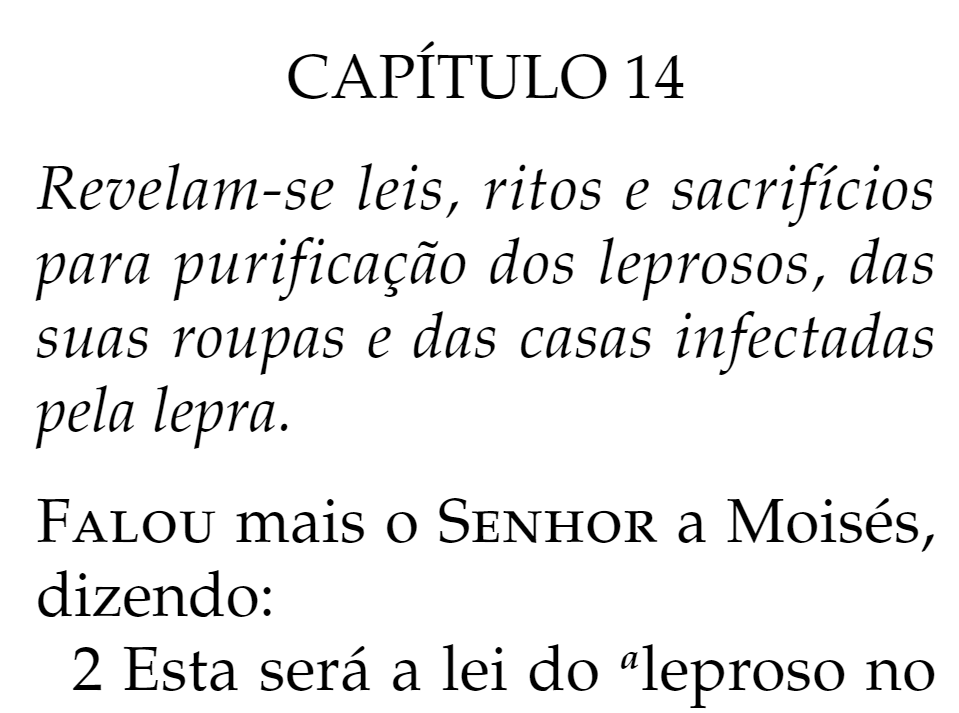 CAPÍTULO 14
Revelam-se leis, ritos e sacrifícios
para purificação dos leprosos, das
suas roupas e das casas infectadas
pela lepra.
FALOU mais o SENHOR a Moisés,
dizendo:
2 Esta será a lei do ªleproso no